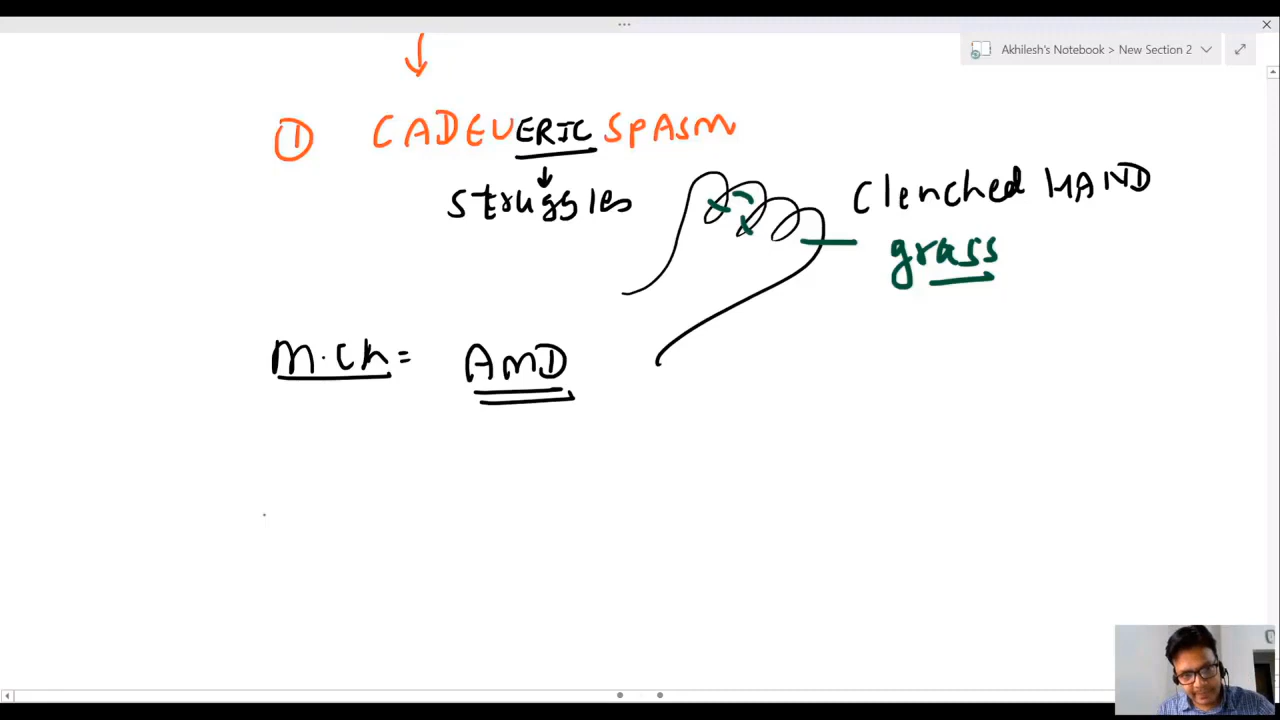 Akhilesh's Notebook > New Section 2
① CADEVERIC SPASM
struggles
Clenched HAND
grass
M.Ch = AMD